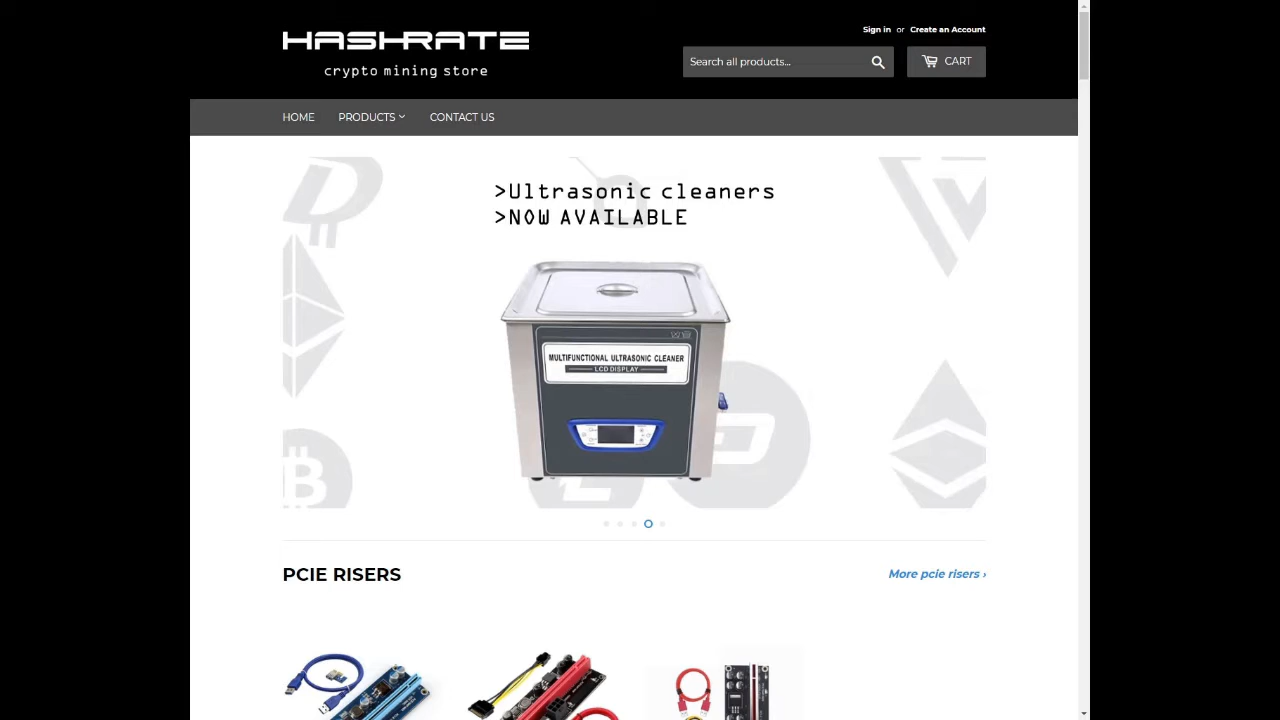 HASHRATE
crypto mining store
Sign in or Create an Account
Search all products...
CART
HOME PRODUCTS CONTACT US
>Ultrasonic cleaners
>NOW AVAILABLE
MULTIFUNCTIONAL ULTRASONIC CLEANER
LCD DISPLAY
PCIE RISERS
More pcie risers ›